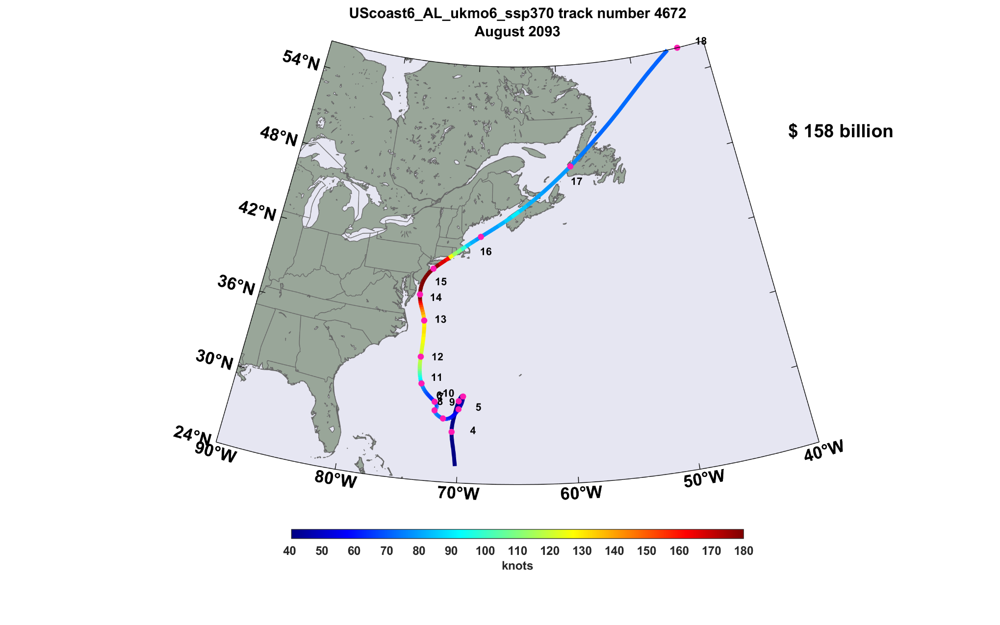 UScoast6_AL_ukmo6_ssp370 track number 4672
August 2093
18
54°N
$ 158 billion
48°N
17
42°N
16
15
36°N
14
13
12
30°N
11
10
6
7
8
9
5
4
24°N
90°W
40°W
80°W
50°W
70°W
60°W
40 50 60 70 80 90 100 110 120 130 140 150 160 170 180
knots